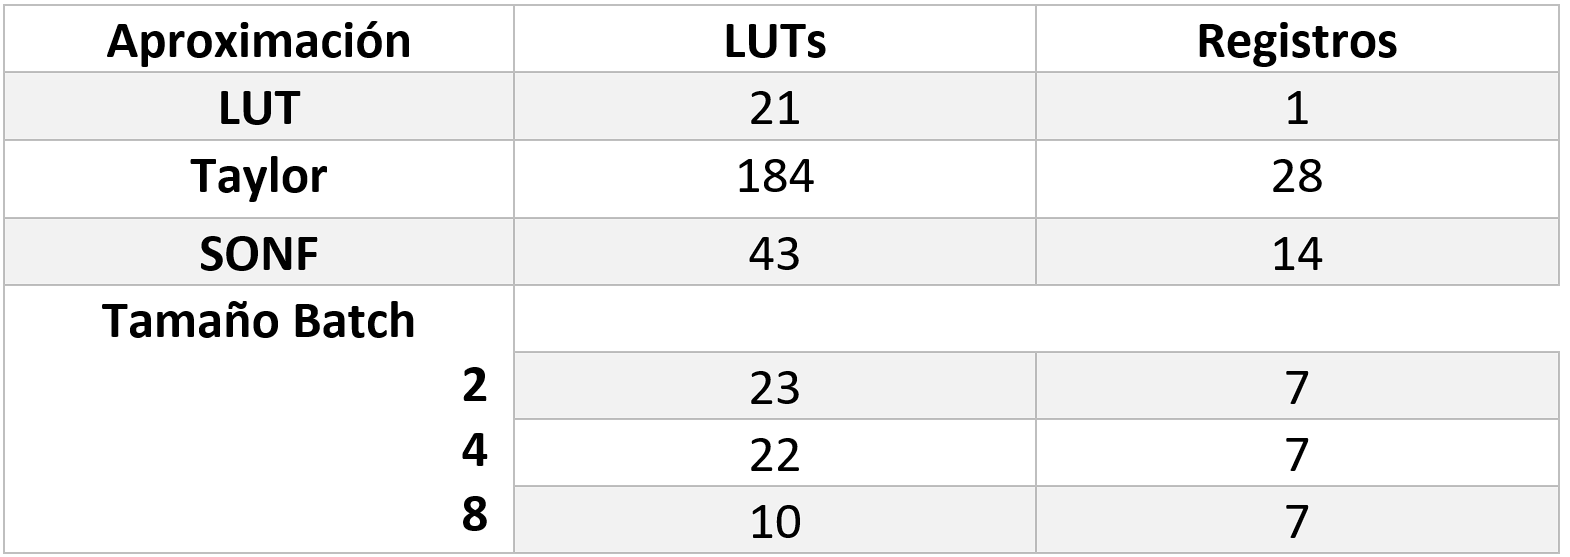 Aproximación LUTs Registros
LUT 21 1
Taylor 184 28
SONF 43 14
Tamaño Batch
2 23 7
4 22 7
8 10 7